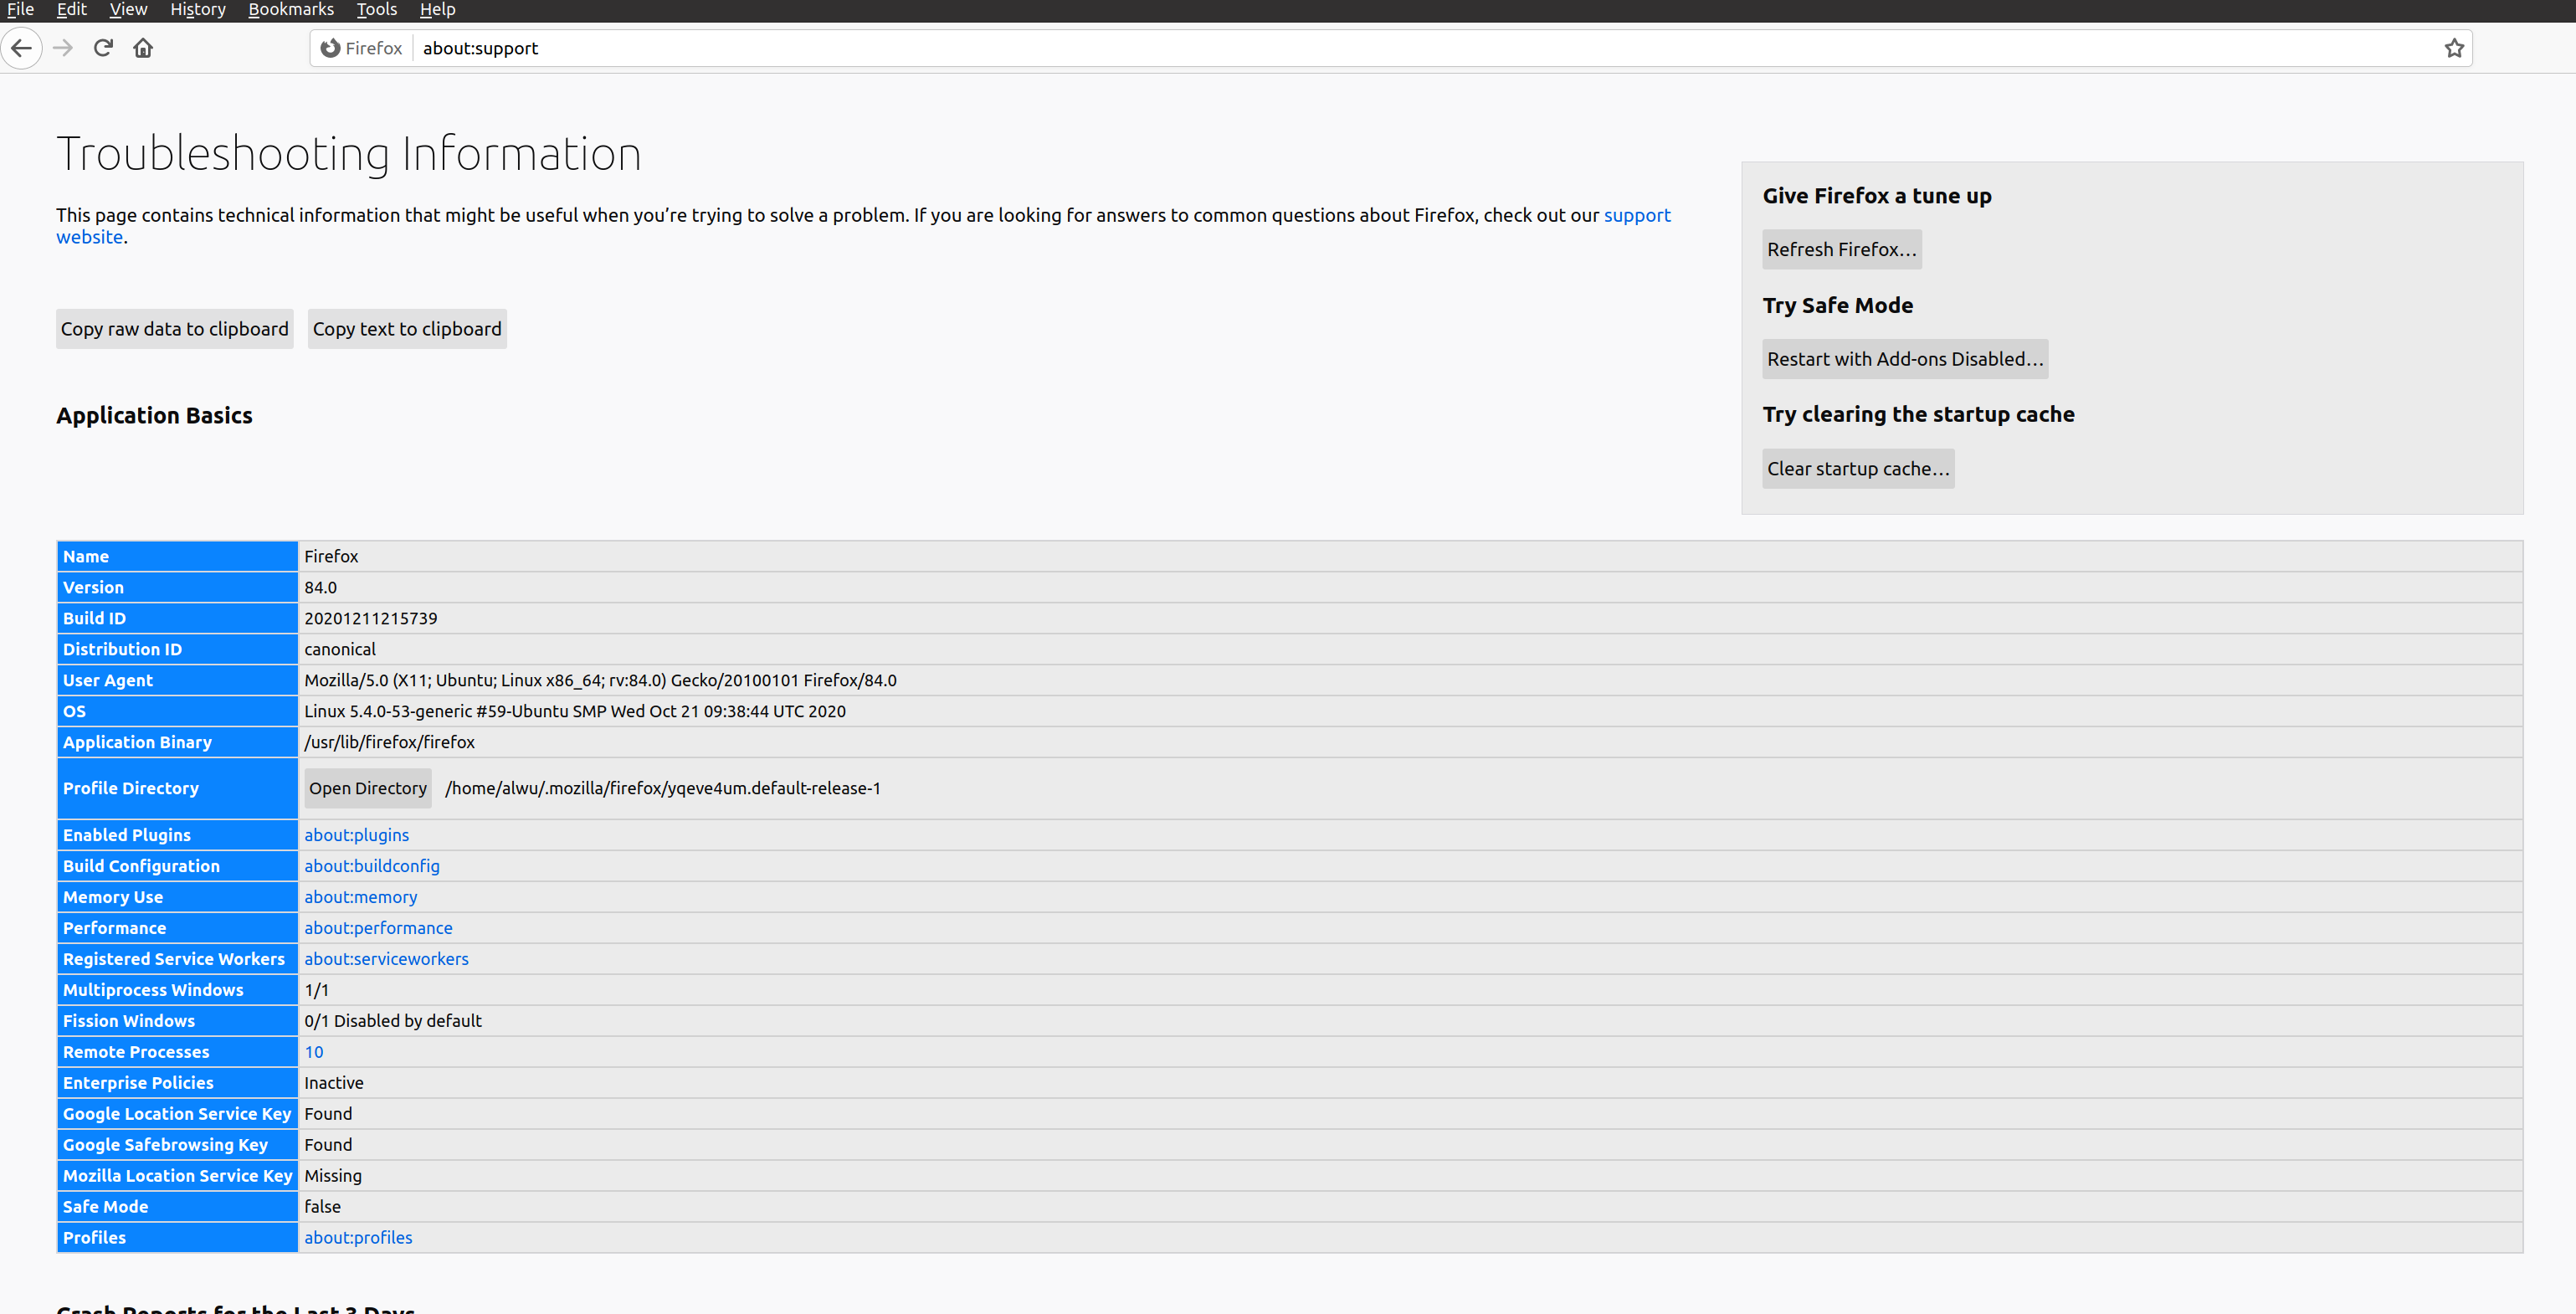 File Edit View History Bookmarks Tools Help
Firefox about:support
Troubleshooting Information
This page contains technical information that might be useful when you’re trying to solve a problem. If you are looking for answers to common questions about Firefox, check out our support
website.
Copy raw data to clipboard Copy text to clipboard
Give Firefox a tune up
Refresh Firefox…
Try Safe Mode
Restart with Add-ons Disabled…
Try clearing the startup cache
Clear startup cache…
Application Basics
Name Firefox
Version 84.0
Build ID 20201211215739
Distribution ID canonical
User Agent Mozilla/5.0 (X11; Ubuntu; Linux x86_64; rv:84.0) Gecko/20100101 Firefox/84.0
OS Linux 5.4.0-53-generic #59-Ubuntu SMP Wed Oct 21 09:38:44 UTC 2020
Application Binary /usr/lib/firefox/firefox
Profile Directory Open Directory /home/alwu/.mozilla/firefox/yqeve4um.default-release-1
Enabled Plugins about:plugins
Build Configuration about:buildconfig
Memory Use about:memory
Performance about:performance
Registered Service Workers about:serviceworkers
Multiprocess Windows 1/1
Fission Windows 0/1 Disabled by default
Remote Processes 10
Enterprise Policies Inactive
Google Location Service Key Found
Google Safebrowsing Key Found
Mozilla Location Service Key Missing
Safe Mode false
Profiles about:profiles
Crash Reports for the Last 3 Days